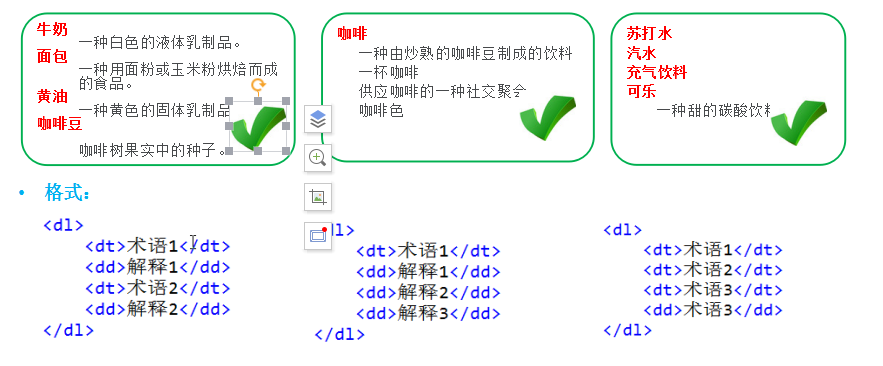 牛奶
一种白色的液体乳制品。
面包
一种用面粉或玉米粉烘焙而成
的食品。
黄油
一种黄色的固体乳制品
咖啡豆
咖啡树果实中的种子。
咖啡
一种由炒熟的咖啡豆制成的饮料
一杯咖啡
供应咖啡的一种社交聚会
咖啡色
苏打水
汽水
充气饮料
可乐
一种甜的碳酸饮料
• 格式：
<dl>
<dt>术语1</dt>
<dd>解释1</dd>
<dt>术语2</dt>
<dd>解释2</dd>
</dl>
dl>
<dt>术语1</dt>
<dd>解释1</dd>
<dd>解释2</dd>
<dd>解释3</dd>
</dl>
<dl>
<dt>术语1</dt>
<dt>术语2</dt>
<dt>术语3</dt>
<dd>术语3</dd>
</dl>